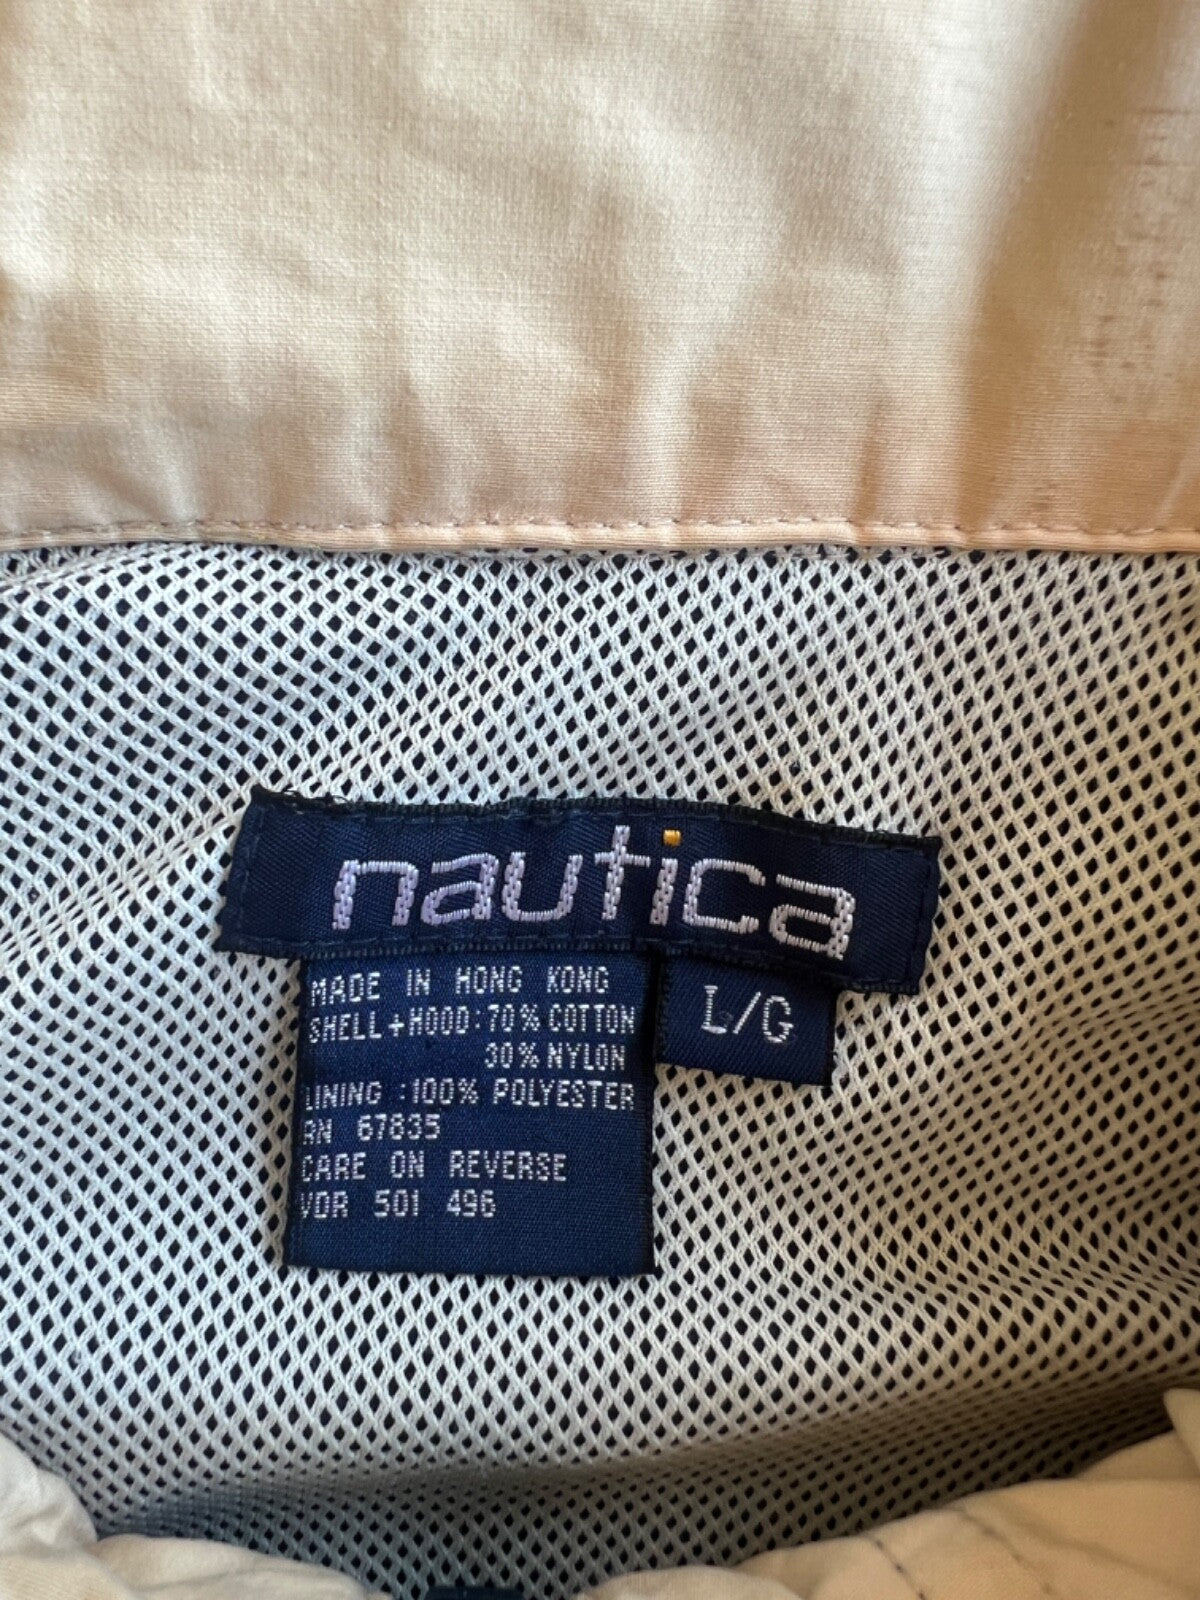 nautica
L/G
MADE IN HONG KONG
SHELL+HOOD:70% COTTON
30% NYLON
LINING :100% POLYESTER
RN 67835
CARE ON REVERSE
VDR 501 496